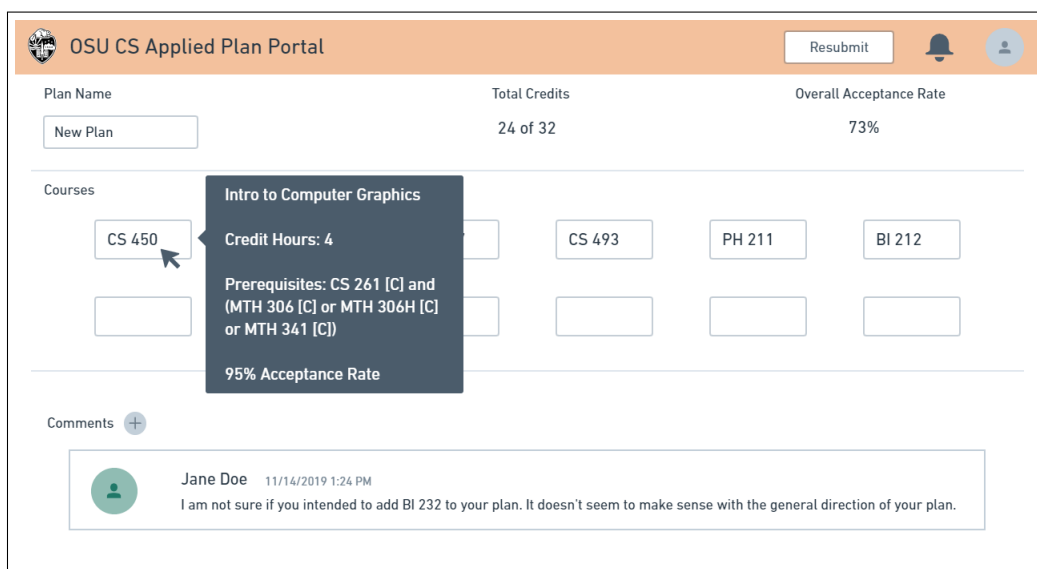 OSU CS Applied Plan Portal
Resubmit
Plan Name
Total Credits
Overall Acceptance Rate
New Plan
24 of 32
73%
Courses
CS 450
CS 493
PH 211
BI 212
Intro to Computer Graphics
Credit Hours: 4
Prerequisites: CS 261 [C] and
(MTH 306 [C] or MTH 306H [C]
or MTH 341 [C])
95% Acceptance Rate
Comments +
Jane Doe 11/14/2019 1:24 PM
I am not sure if you intended to add BI 232 to your plan. It doesn't seem to make sense with the general direction of your plan.